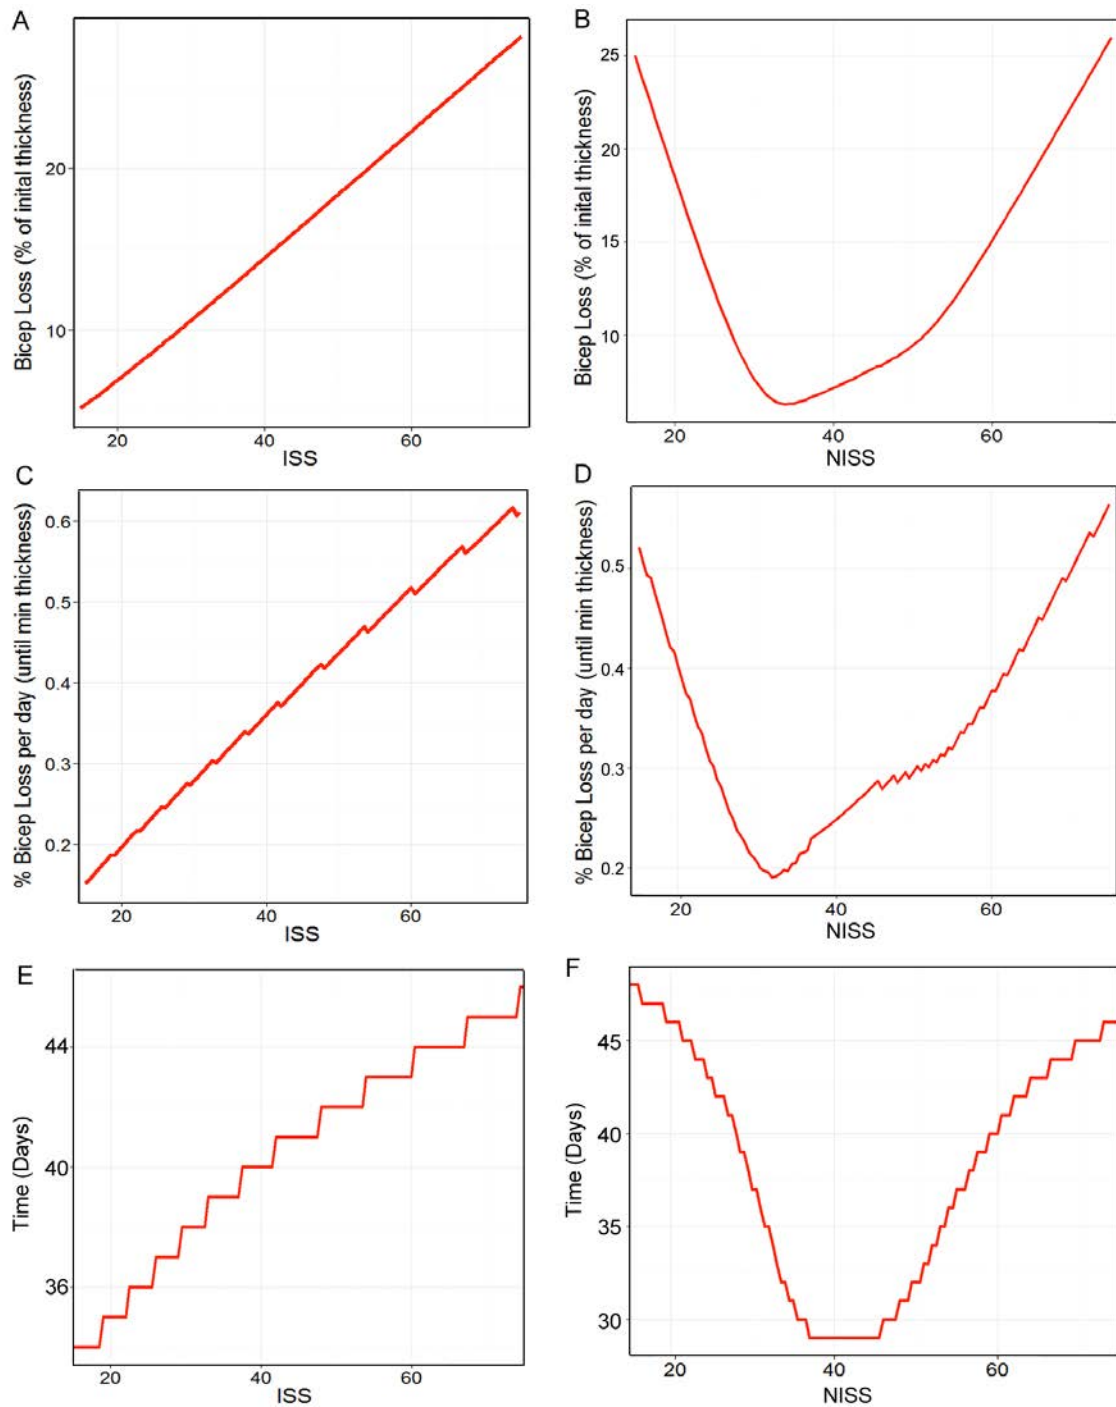 A
Bicep Loss (% of inital thickness)
20
10
20 40 60
ISS
B
Bicep Loss (% of inital thickness)
25
20
15
10
20 40 60
NISS
C
% Bicep Loss per day (until min thickness)
0.6
0.5
0.4
0.3
0.2
20 40 60
ISS
D
% Bicep Loss per day (until min thickness)
0.5
0.4
0.3
0.2
20 40 60
NISS
E
Time (Days)
44
40
36
20 40 60
ISS
F
Time (Days)
45
40
35
30
20 40 60
NISS